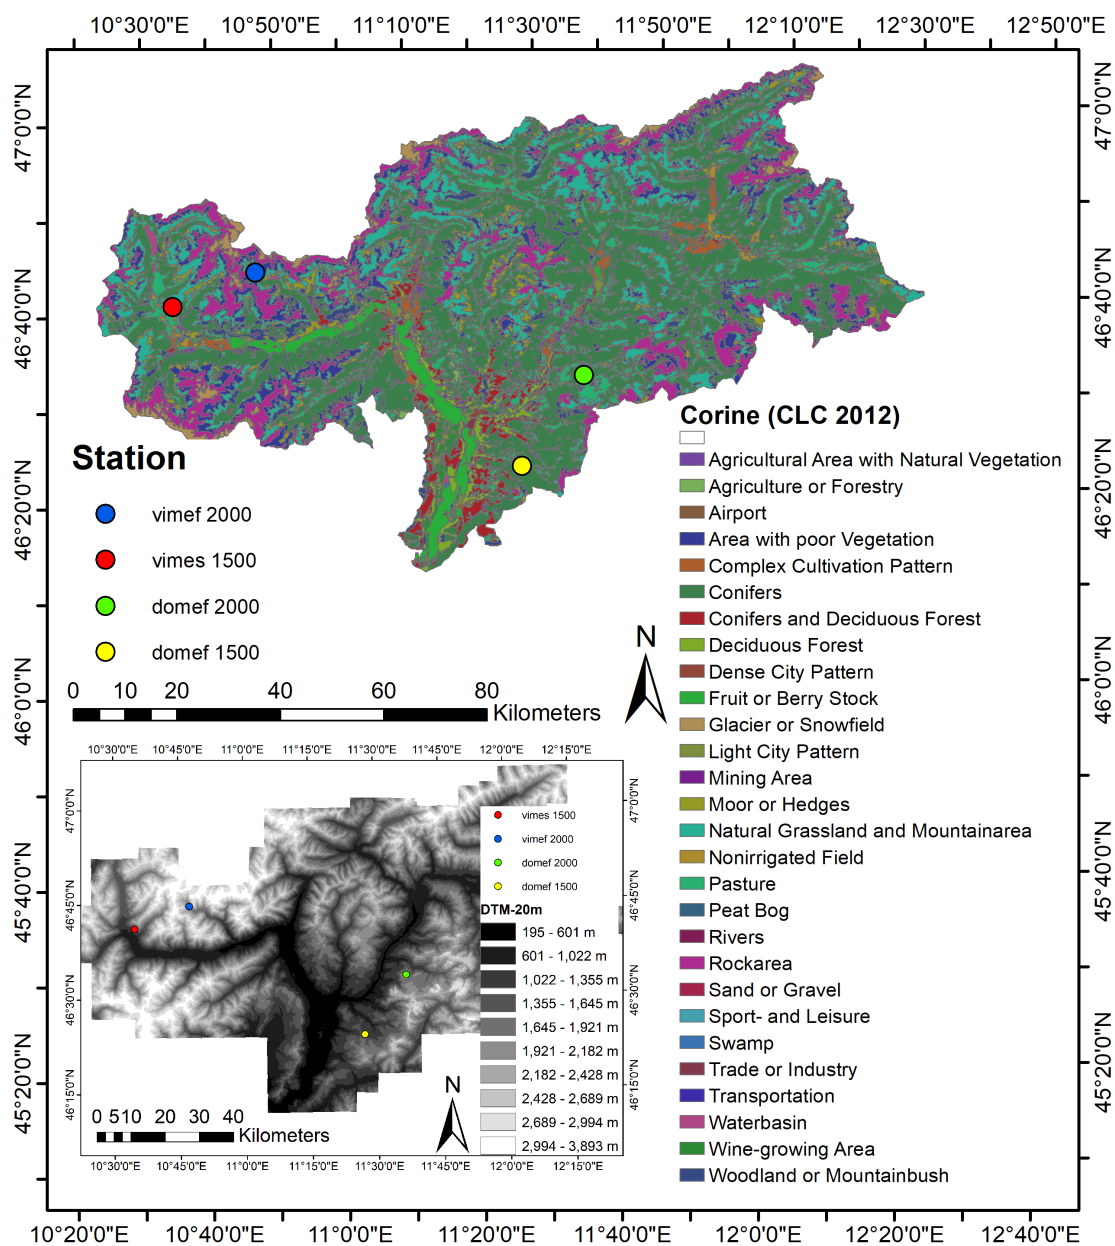 10°30'0"E 10°50'0"E 11°10'0"E 11°30'0"E 11°50'0"E 12°10'0"E 12°30'0"E 12°50'0"E
47°0'0"N
46°40'0"N
46°20'0"N
46°0'0"N
45°40'0"N
45°20'0"N
47°0'0"N
46°40'0"N
46°20'0"N
46°0'0"N
45°40'0"N
45°20'0"N
Station
vimef 2000
vimes 1500
domef 2000
domef 1500
0 10 20 40 60 80
Kilometers
N
Corine (CLC 2012)
Agricultural Area with Natural Vegetation
Agriculture or Forestry
Airport
Area with poor Vegetation
Complex Cultivation Pattern
Conifers
Conifers and Deciduous Forest
Deciduous Forest
Dense City Pattern
Fruit or Berry Stock
Glacier or Snowfield
Light City Pattern
Mining Area
Moor or Hedges
Natural Grassland and Mountainarea
Nonirrigated Field
Pasture
Peat Bog
Rivers
Rockarea
Sand or Gravel
Sport- and Leisure
Swamp
Trade or Industry
Transportation
Waterbasin
Wine-growing Area
Woodland or Mountainbush
10°30'0"E 10°45'0"E 11°0'0"E 11°15'0"E 11°30'0"E 11°45'0"E 12°0'0"E 12°15'0"E
47°0'0"N
46°45'0"N
46°30'0"N
46°15'0"N
47°0'0"N
46°45'0"N
46°30'0"N
46°15'0"N
vimes 1500
vimef 2000
domef 2000
domef 1500
DTM-20m
195 - 601 m
601 - 1,022 m
1,022 - 1,355 m
1,355 - 1,645 m
1,645 - 1,921 m
1,921 - 2,182 m
2,182 - 2,428 m
2,428 - 2,689 m
2,689 - 2,994 m
2,994 - 3,893 m
N
0 5 10 20 30 40
Kilometers
10°30'0"E 10°45'0"E 11°0'0"E 11°15'0"E 11°30'0"E 11°45'0"E 12°0'0"E 12°15'0"E
10°20'0"E 10°40'0"E 11°0'0"E 11°20'0"E 11°40'0"E 12°0'0"E 12°20'0"E 12°40'0"E